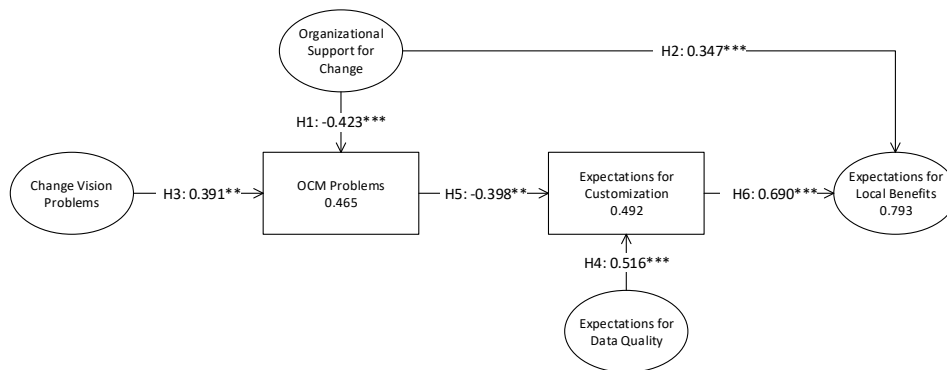 Organizational
Support for
Change
H2: 0.347***
H1: -0.423***
Change Vision
Problems
H3: 0.391**
OCM Problems
0.465
H5: -0.398**
Expectations for
Customization
0.492
H6: 0.690***
Expectations for
Local Benefits
0.793
H4: 0.516***
Expectations for
Data Quality